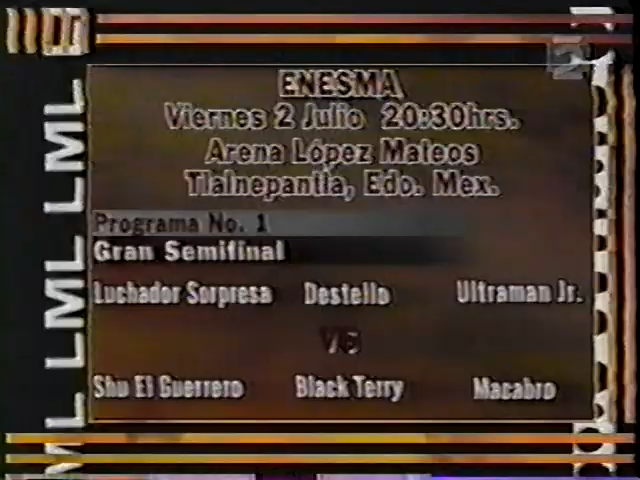 ENESMA
Viernes 2 Julio 20:30hrs.
Arena López Mateos
Tlalnepantla, Edo. Mex.
Programa No. 1
Gran Semifinal
Luchador Sorpresa Destello Ultraman Jr.
VS
Shu El Guerrero Black Terry Macabro
LML LML LML
2